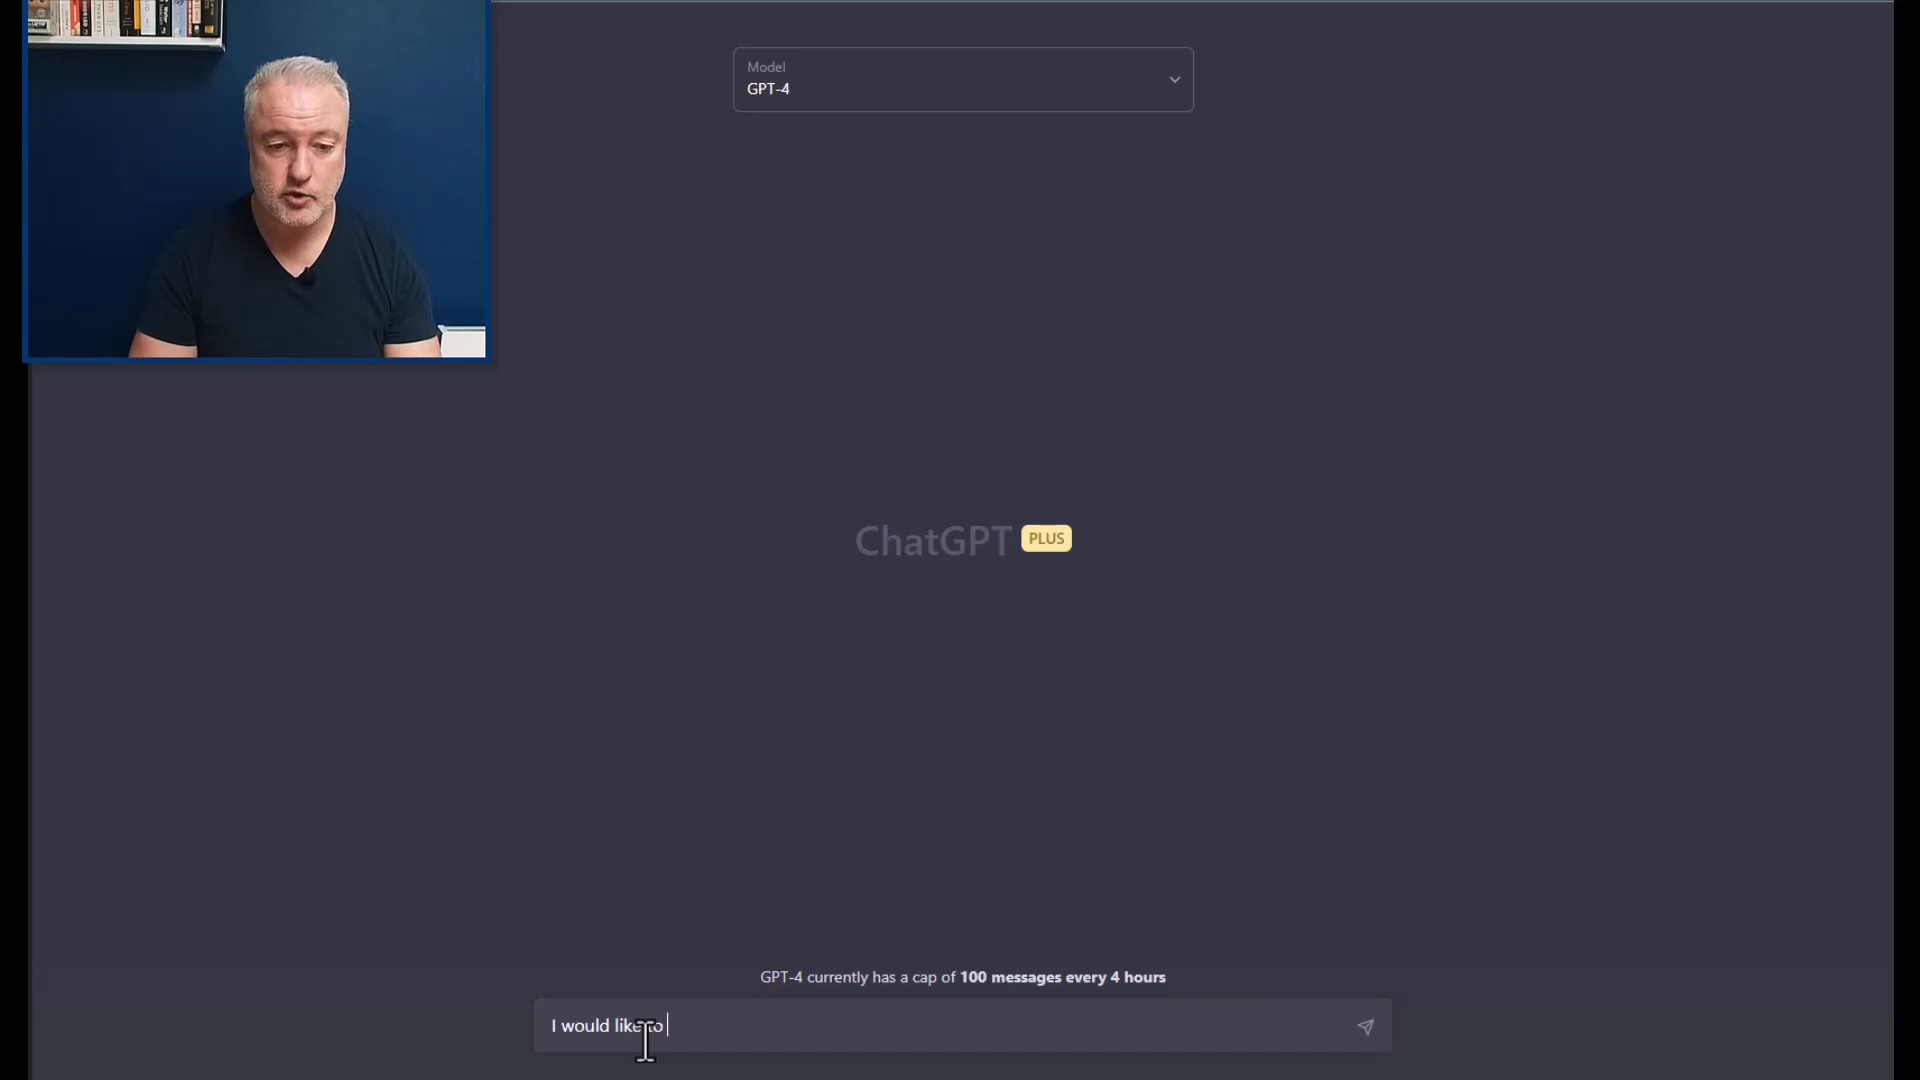 Model
GPT-4
ChatGPT PLUS
GPT-4 currently has a cap of 100 messages every 4 hours
I would like to